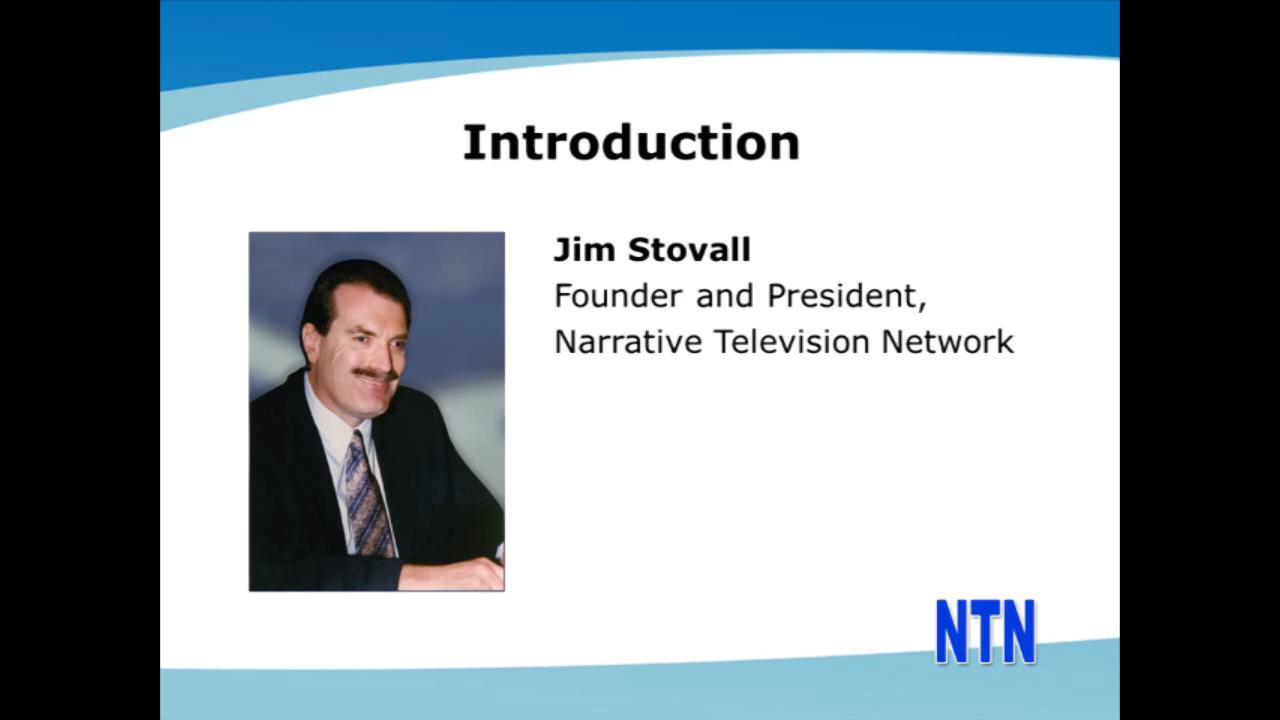 Introduction
Jim Stovall
Founder and President,
Narrative Television Network
NTN